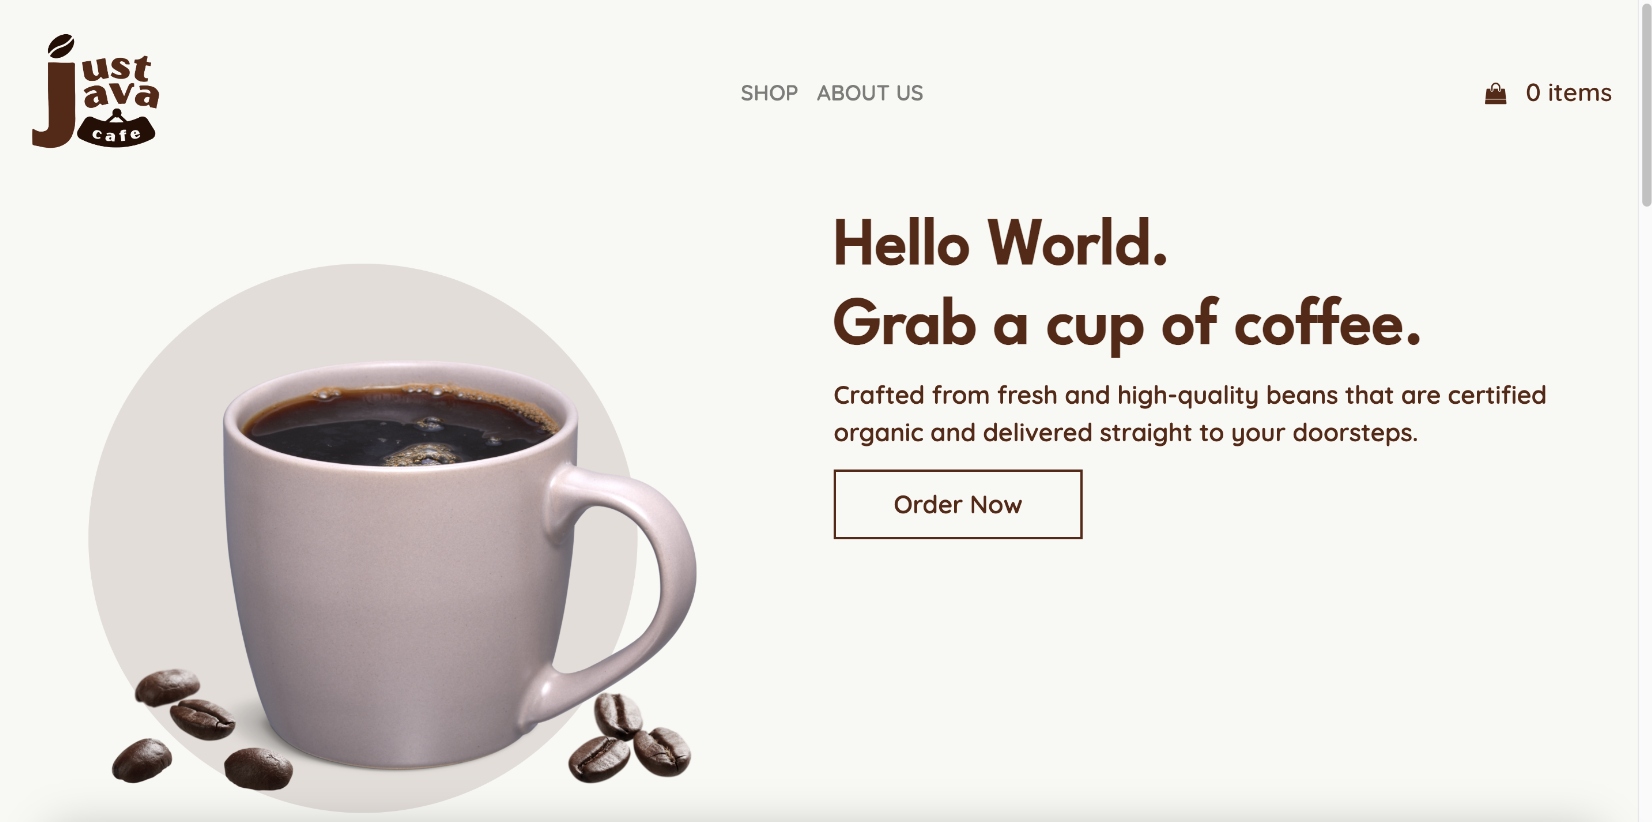 just
java
cafe
SHOP ABOUT US
0 items
Hello World.
Grab a cup of coffee.
Crafted from fresh and high-quality beans that are certified
organic and delivered straight to your doorsteps.
Order Now